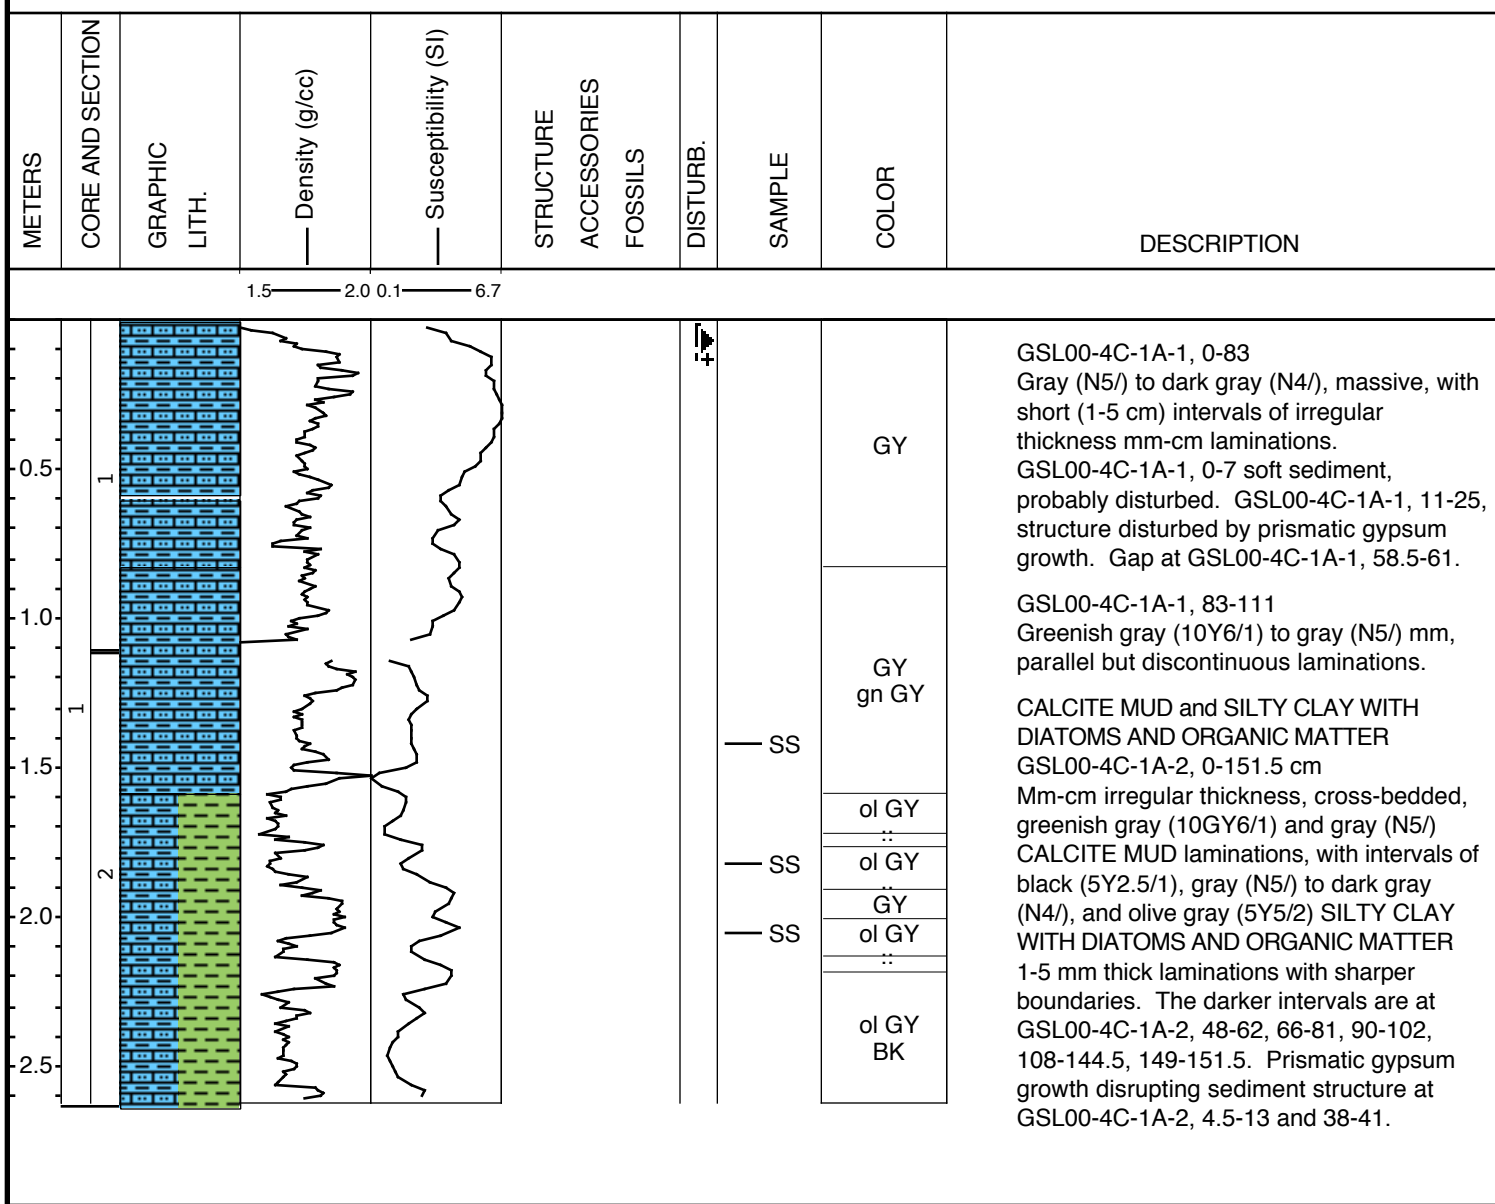 METERS
CORE AND SECTION
GRAPHIC
LITH.
Density (g/cc)
Susceptibility (SI)
STRUCTURE
ACCESSORIES
FOSSILS
DISTURB.
SAMPLE
COLOR
DESCRIPTION
1.5 2.0 0.1 6.7
0.5
1.0
1.5
2.0
2.5
1
1
2
SS
SS
SS
GY
GY
gn GY
ol GY
::
ol GY
..
GY
ol GY
::
ol GY
BK
GSL00-4C-1A-1, 0-83
Gray (N5/) to dark gray (N4/), massive, with
short (1-5 cm) intervals of irregular
thickness mm-cm laminations.
GSL00-4C-1A-1, 0-7 soft sediment,
probably disturbed. GSL00-4C-1A-1, 11-25,
structure disturbed by prismatic gypsum
growth. Gap at GSL00-4C-1A-1, 58.5-61.
GSL00-4C-1A-1, 83-111
Greenish gray (10Y6/1) to gray (N5/) mm,
parallel but discontinuous laminations.
CALCITE MUD and SILTY CLAY WITH
DIATOMS AND ORGANIC MATTER
GSL00-4C-1A-2, 0-151.5 cm
Mm-cm irregular thickness, cross-bedded,
greenish gray (10GY6/1) and gray (N5/)
CALCITE MUD laminations, with intervals of
black (5Y2.5/1), gray (N5/) to dark gray
(N4/), and olive gray (5Y5/2) SILTY CLAY
WITH DIATOMS AND ORGANIC MATTER
1-5 mm thick laminations with sharper
boundaries. The darker intervals are at
GSL00-4C-1A-2, 48-62, 66-81, 90-102,
108-144.5, 149-151.5. Prismatic gypsum
growth disrupting sediment structure at
GSL00-4C-1A-2, 4.5-13 and 38-41.